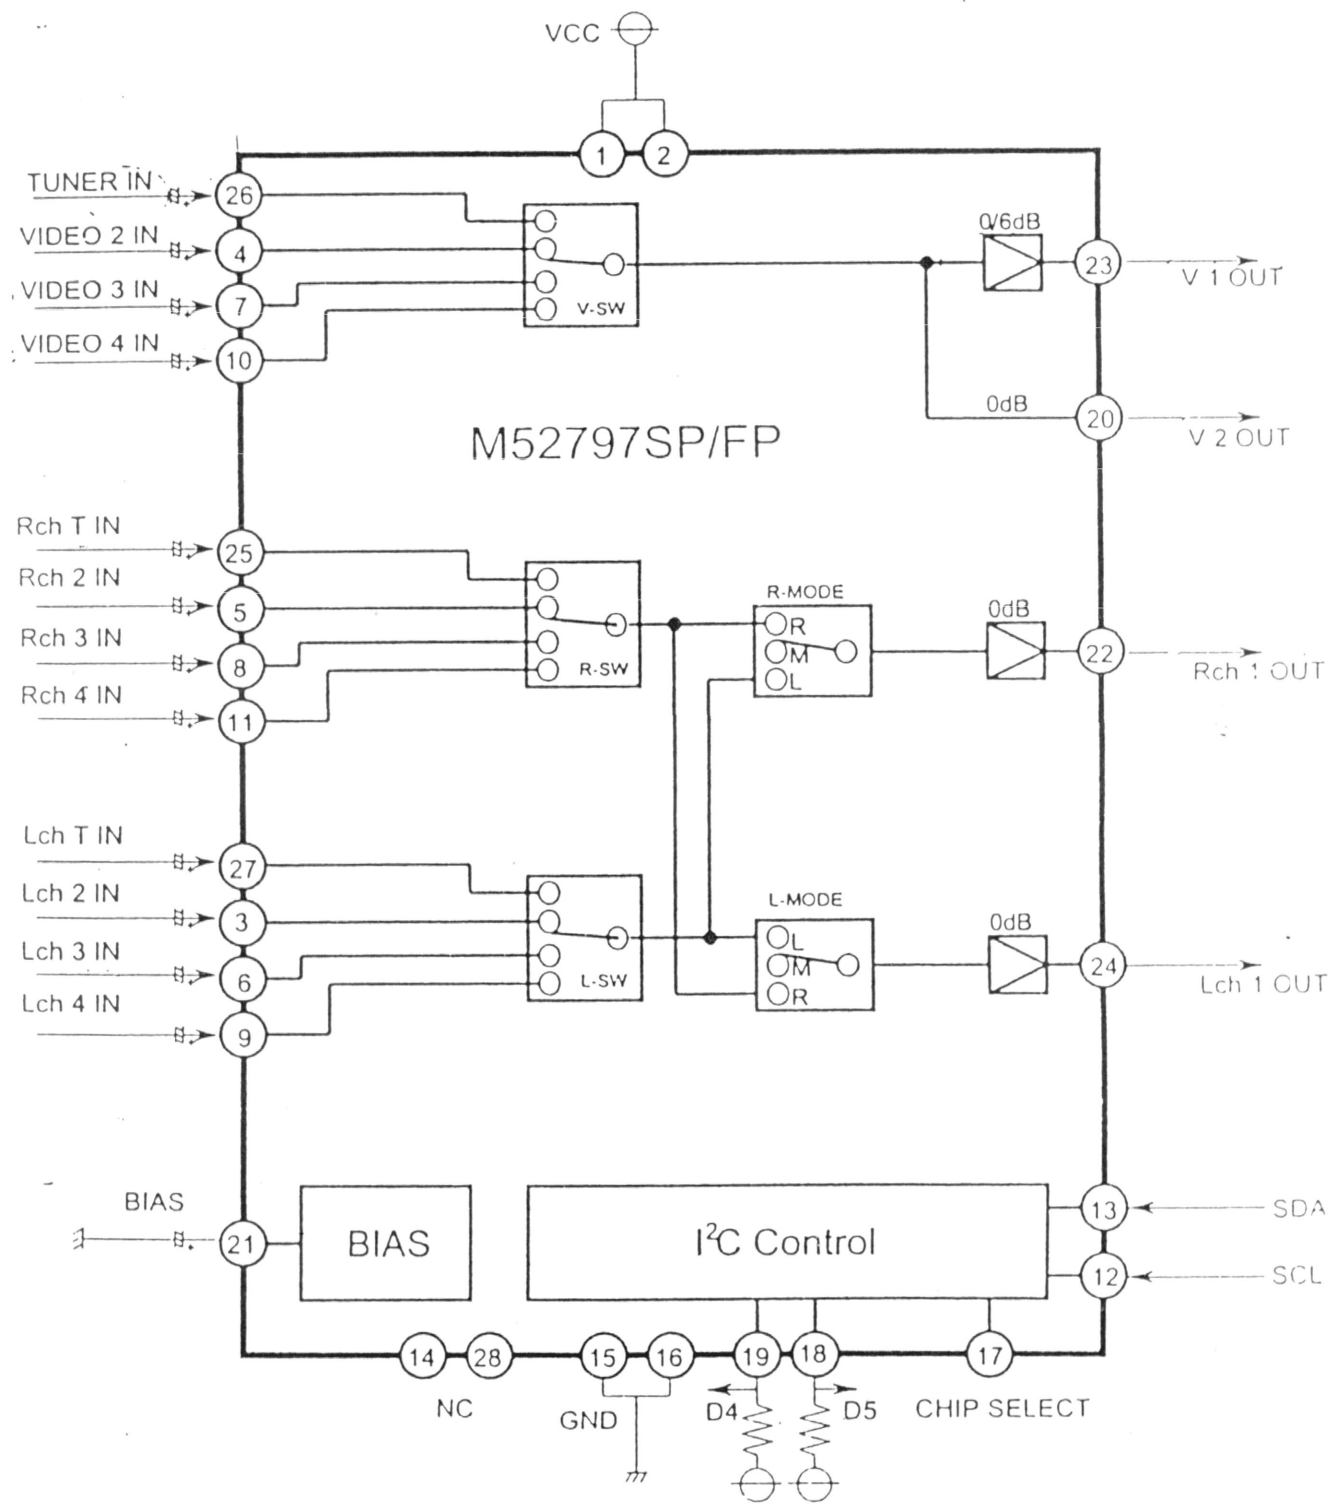 VCC
1
2
TUNER IN
26
VIDEO 2 IN
4
VIDEO 3 IN
7
VIDEO 4 IN
10
V-SW
0/6dB
23
V 1 OUT
0dB
20
V 2 OUT
M52797SP/FP
Rch T IN
25
Rch 2 IN
5
Rch 3 IN
8
Rch 4 IN
11
R-SW
R-MODE
R
M
L
0dB
22
Rch 1 OUT
Lch T IN
27
Lch 2 IN
3
Lch 3 IN
6
Lch 4 IN
9
L-SW
L-MODE
L
M
R
0dB
24
Lch 1 OUT
BIAS
21
BIAS
I²C Control
13
SDA
12
SCL
14
28
15
16
19
18
17
NC
GND
D4
D5
CHIP SELECT